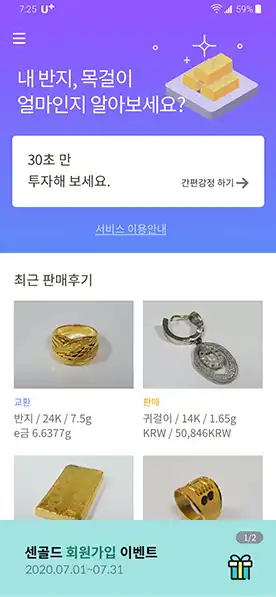 7:25 U+ 59%
내 반지, 목걸이
얼마인지 알아보세요?
30초 만
투자해 보세요.
간편감정 하기
서비스 이용안내
최근 판매후기
교환
반지 / 24K / 7.5g
e금 6.6377g
판매
귀걸이 / 14K / 1.65g
KRW / 50,846KRW
1/2
센골드 회원가입 이벤트
2020.07.01~07.31